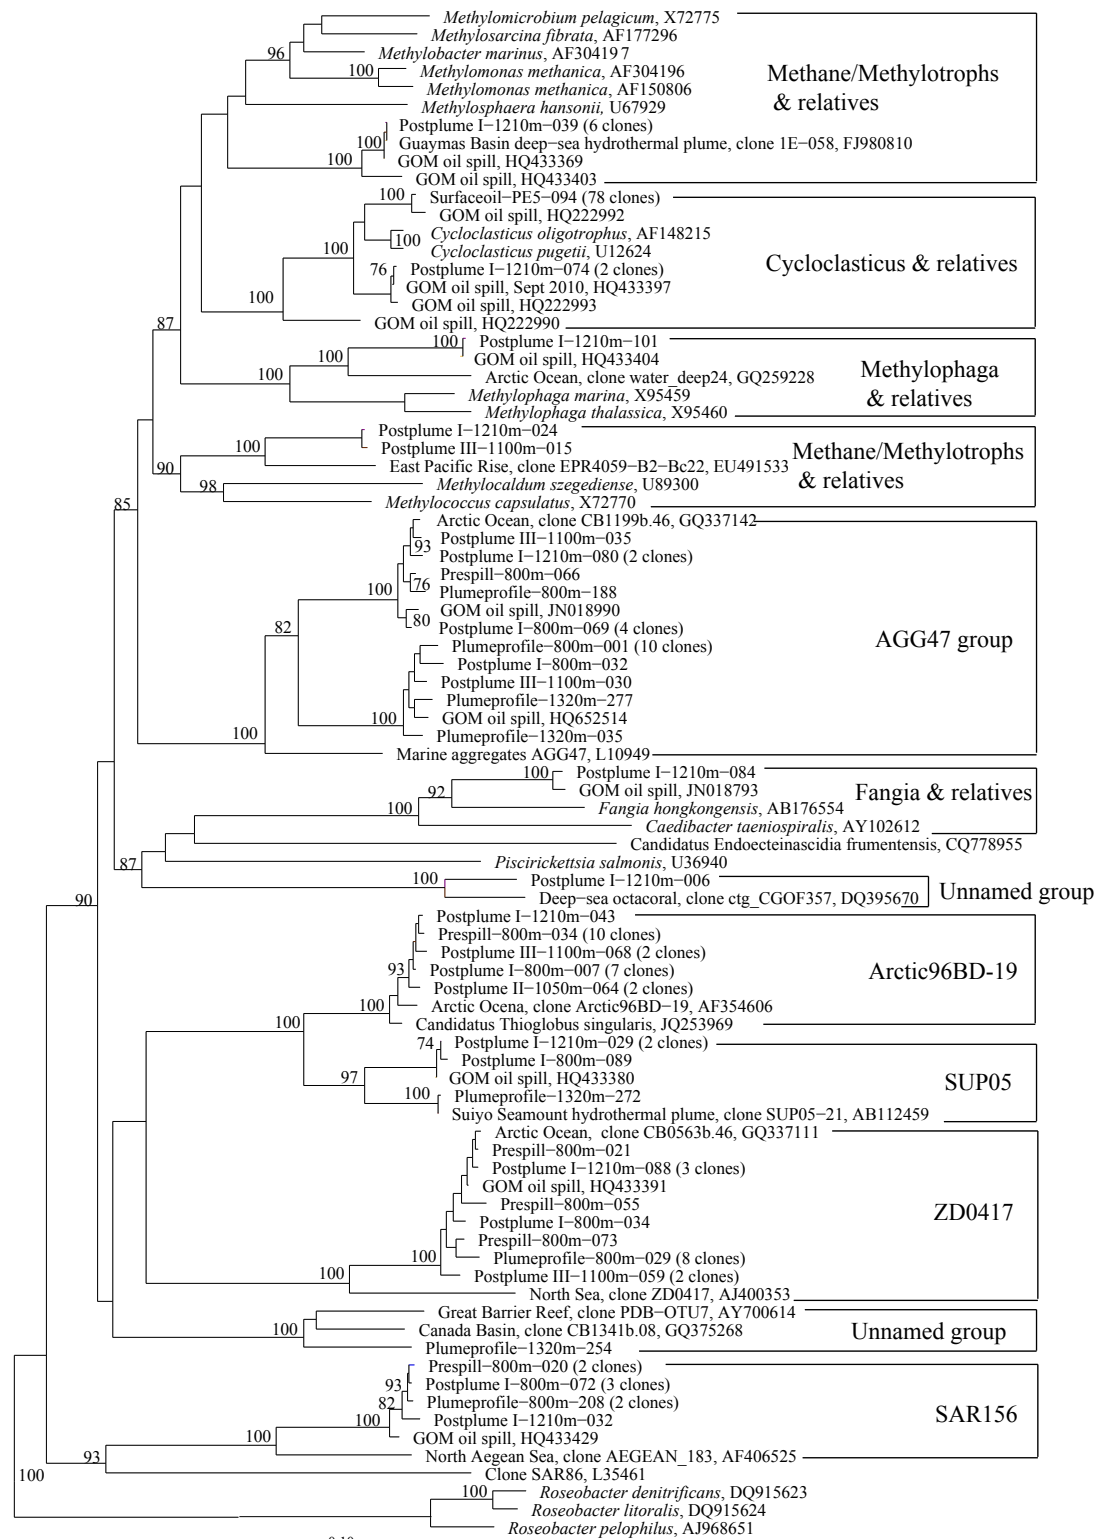 Methylomicrobium pelagicum, X72775
Methylosarcina fibrata, AF177296
Methylobacter marinus, AF304197
96
100
Methylomonas methanica, AF304196
Methane/Methylotrophs
& relatives
Methylomonas methanica, AF150806
Methylosphaera hansonii, U67929
Postplume I−1210m−039 (6 clones)
100
Guaymas Basin deep−sea hydrothermal plume, clone 1E−058, FJ980810
100
GOM oil spill, HQ433369
GOM oil spill, HQ433403
100
Surfaceoil−PE5−094 (78 clones)
GOM oil spill, HQ222992
Cycloclasticus oligotrophus, AF148215
100
100
Cycloclasticus pugetii, U12624
Cycloclasticus & relatives
76
Postplume I−1210m−074 (2 clones)
GOM oil spill, Sept 2010, HQ433397
100
GOM oil spill, HQ222993
GOM oil spill, HQ222990
87
100
Postplume I−1210m−101
100
GOM oil spill, HQ433404
100
Arctic Ocean, clone water_deep24, GQ259228
Methylophaga
& relatives
Methylophaga marina, X95459
Methylophaga thalassica, X95460
Postplume I−1210m−024
100
Postplume III−1100m−015
90
East Pacific Rise, clone EPR4059−B2−Bc22, EU491533
Methane/Methylotrophs
& relatives
98
Methylocaldum szegediense, U89300
Methylococcus capsulatus, X72770
85
Arctic Ocean, clone CB1199b.46, GQ337142
Postplume III−1100m−035
93
Postplume I−1210m−080 (2 clones)
Prespill−800m−066
100
76
Plumeprofile−800m−188
GOM oil spill, JN018990
80
82
Postplume I−800m−069 (4 clones)
AGG47 group
Plumeprofile−800m−001 (10 clones)
Postplume I−800m−032
Postplume III−1100m−030
Plumeprofile−1320m−277
100
GOM oil spill, HQ652514
100
Plumeprofile−1320m−035
Marine aggregates AGG47, L10949
100
Postplume I−1210m−084
92
GOM oil spill, JN018793
Fangia & relatives
100
Fangia hongkongensis, AB176554
Caedibacter taeniospiralis, AY102612
Candidatus Endoecteinascidia frumentensis, CQ778955
87
Piscirickettsia salmonis, U36940
100
Postplume I−1210m−006
Unnamed group
Deep−sea octacoral, clone ctg_CGOF357, DQ395670
90
Postplume I−1210m−043
Prespill−800m−034 (10 clones)
Postplume III−1100m−068 (2 clones)
93
Postplume I−800m−007 (7 clones)
Arctic96BD-19
Postplume II−1050m−064 (2 clones)
100
Arctic Ocena, clone Arctic96BD−19, AF354606
100
Candidatus Thioglobus singularis, JQ253969
74
Postplume I−1210m−029 (2 clones)
Postplume I−800m−089
97
GOM oil spill, HQ433380
SUP05
100
Plumeprofile−1320m−272
Suiyo Seamount hydrothermal plume, clone SUP05−21, AB112459
Arctic Ocean, clone CB0563b.46, GQ337111
Prespill−800m−021
Postplume I−1210m−088 (3 clones)
GOM oil spill, HQ433391
Prespill−800m−055
ZD0417
Postplume I−800m−034
Prespill−800m−073
100
Plumeprofile−800m−029 (8 clones)
100
Postplume III−1100m−059 (2 clones)
North Sea, clone ZD0417, AJ400353
Great Barrier Reef, clone PDB−OTU7, AY700614
100
Canada Basin, clone CB1341b.08, GQ375268
Unnamed group
Plumeprofile−1320m−254
Prespill−800m−020 (2 clones)
93
Postplume I−800m−072 (3 clones)
82
Plumeprofile−800m−208 (2 clones)
100
Postplume I−1210m−032
SAR156
100
GOM oil spill, HQ433429
93
North Aegean Sea, clone AEGEAN_183, AF406525
100
Clone SAR86, L35461
100
Roseobacter denitrificans, DQ915623
Roseobacter litoralis, DQ915624
Roseobacter pelophilus, AJ968651